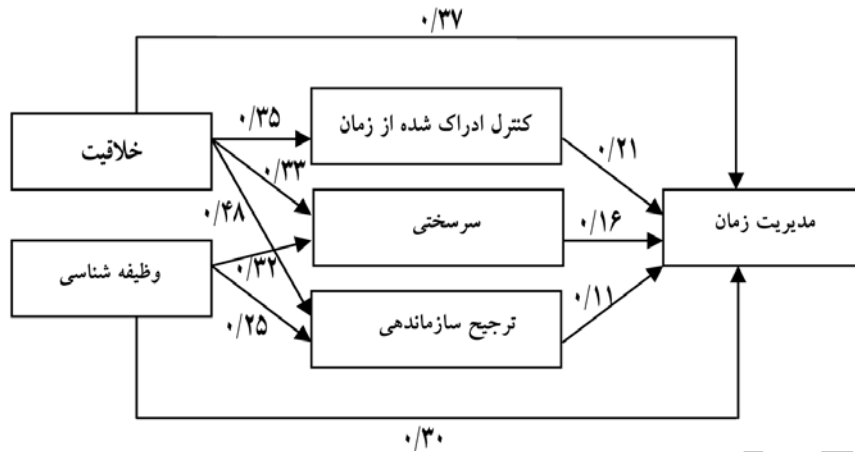 ۰/۳۷
خلاقیت
۰/۳۵
کنترل ادراک شده از زمان
۰/۲۱
۰/۳۳
سرسختی
۰/۱۶
مدیریت زمان
۰/۴۸
وظیفه شناسی
۰/۳۲
۰/۲۵
ترجیح سازماندهی
۰/۱۱
۰/۳۰